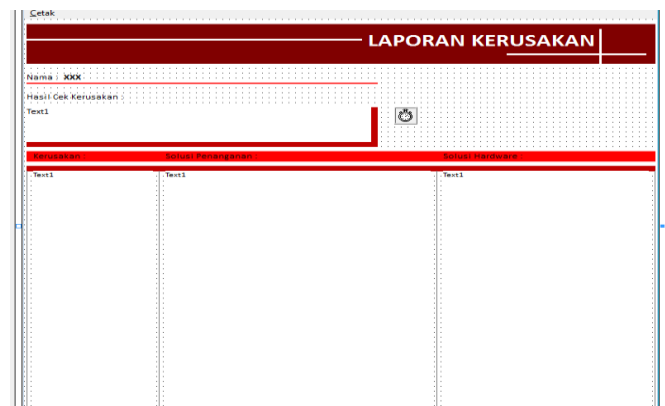 Cetak
LAPORAN KERUSAKAN
Nama : XXX
Hasil Cek Kerusakan :
Text1
Kerusakan : Solusi Penanganan : Solusi Hardware :
Text1 Text1 Text1